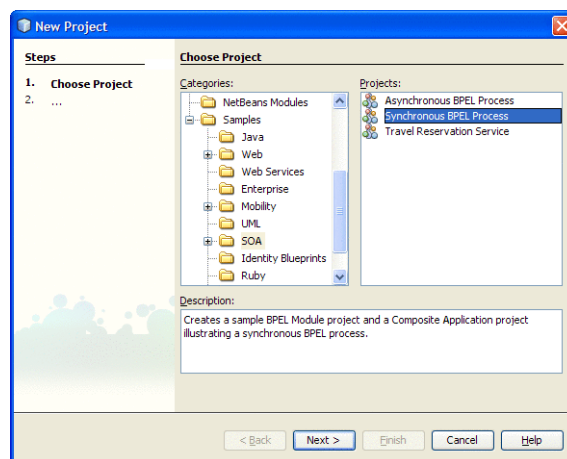 New Project
Steps
1. Choose Project
2. ...
Choose Project
Categories:
NetBeans Modules
Samples
Java
Web
Web Services
Enterprise
Mobility
UML
SOA
Identity Blueprints
Ruby
Projects:
Asynchronous BPEL Process
Synchronous BPEL Process
Travel Reservation Service
Description:
Creates a sample BPEL Module project and a Composite Application project
illustrating a synchronous BPEL process.
< Back
Next >
Finish
Cancel
Help